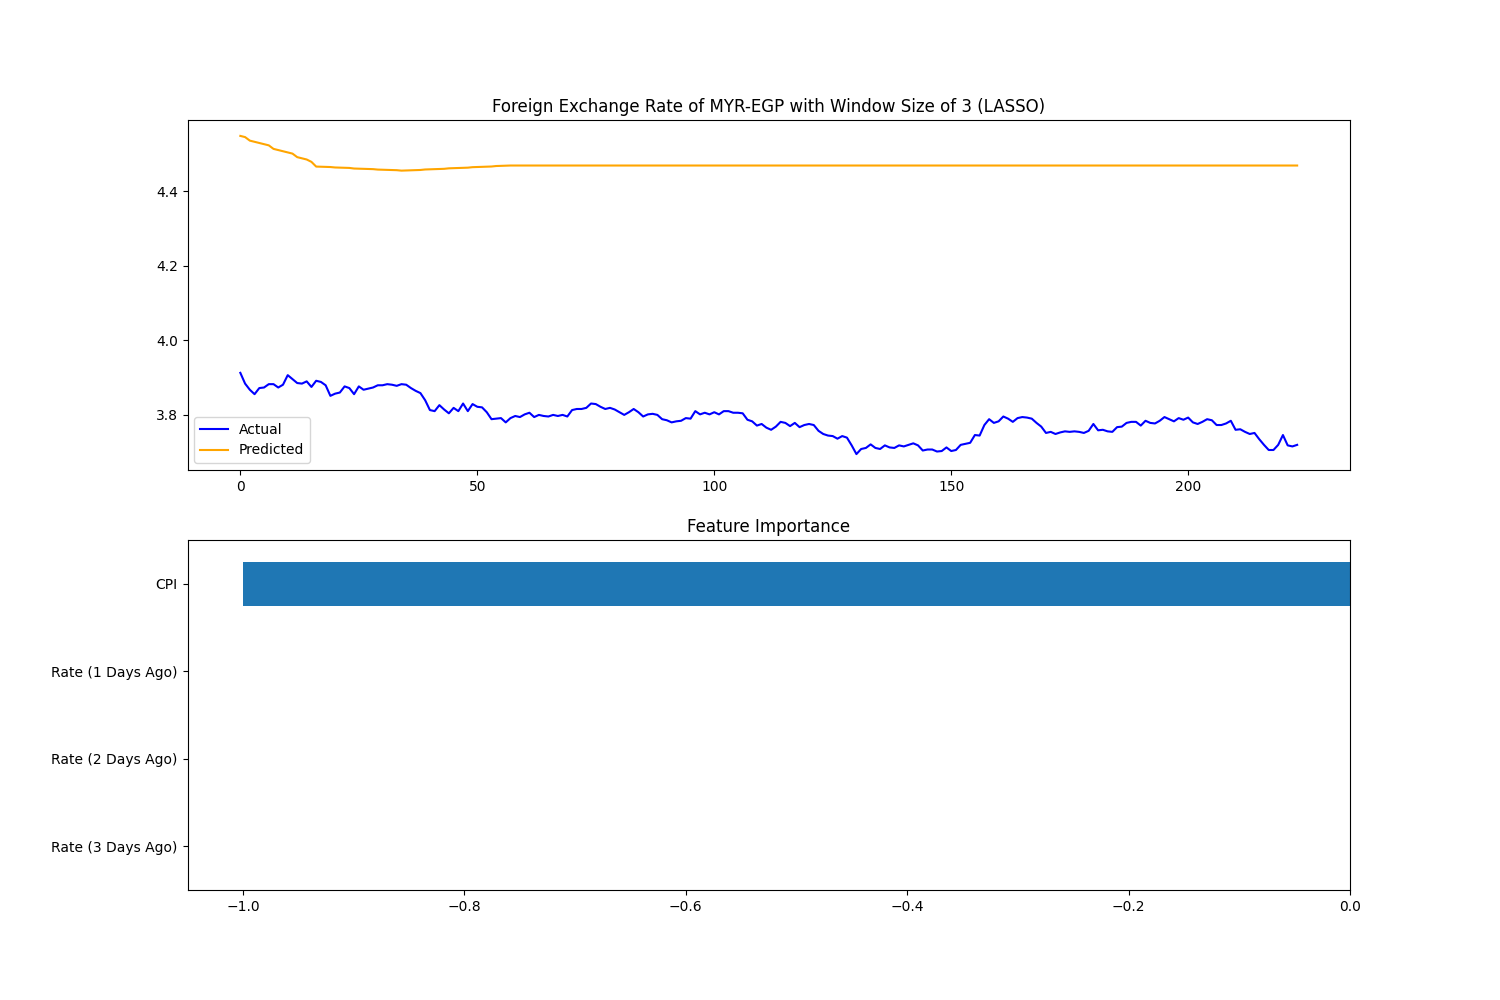 Foreign Exchange Rate of MYR-EGP with Window Size of 3 (LASSO)
4.4
4.2
4.0
3.8
Actual
Predicted
0 50 100 150 200
Feature Importance
CPI
Rate (1 Days Ago)
Rate (2 Days Ago)
Rate (3 Days Ago)
−1.0 −0.8 −0.6 −0.4 −0.2 0.0